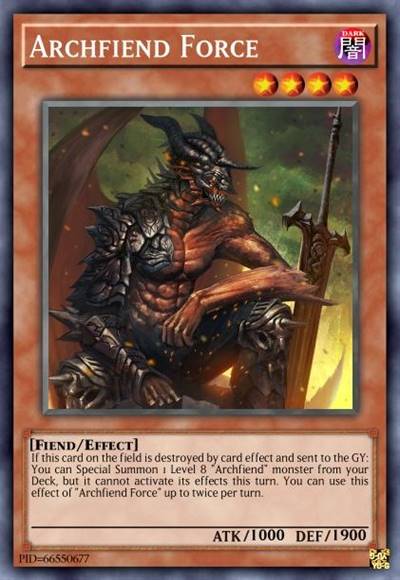 Archfiend Force
DARK
闇
[Fiend/Effect]
If this card on the field is destroyed by card effect and sent to the GY:
You can Special Summon 1 Level 8 "Archfiend" monster from your
Deck, but it cannot activate its effects this turn. You can use this
effect of "Archfiend Force" up to twice per turn.
ATK/1000 DEF/1900
PID=66550677